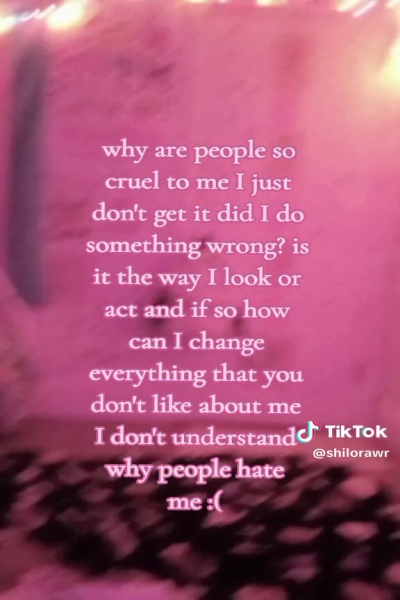 why are people so
cruel to me I just
don't get it did I do
something wrong? is
it the way I look or
act and if so how
can I change
everything that you
don't like about me
I don't understand
why people hate
me :(
TikTok
@shilorawr